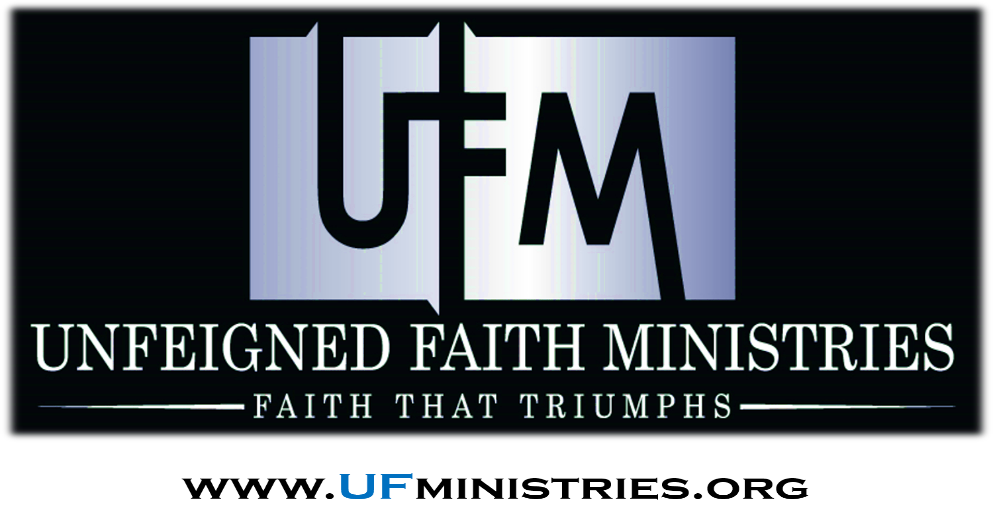 UFM
UNFEIGNED FAITH MINISTRIES
FAITH THAT TRIUMPHS
WWW.UFMINISTRIES.ORG